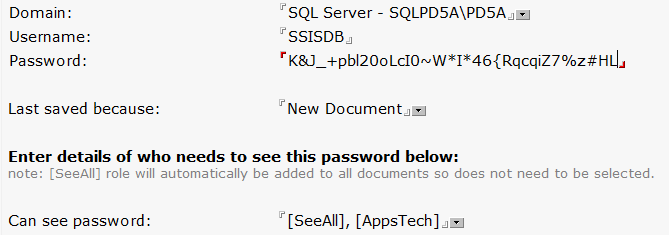 Domain: SQL Server - SQLPD5A\PD5A
Username: SSISDB
Password: K&J_+pbl20oLcI0~W*I*46{RqcqiZ7%z#HL
Last saved because: New Document
Enter details of who needs to see this password below:
note: [SeeAll] role will automatically be added to all documents so does not need to be selected.
Can see password: [SeeAll], [AppsTech]